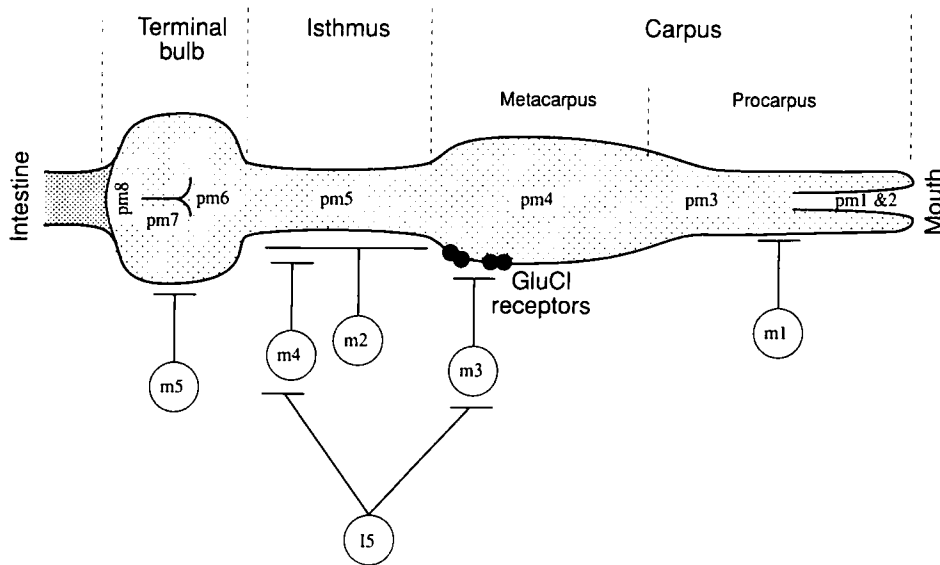 Terminal
bulb
Isthmus
Carpus
Metacarpus
Procarpus
Intestine
pm8
pm7
pm6
pm5
pm4
pm3
pm1 &2
Mouth
GluCl
receptors
m5
m4
m2
m3
m1
I5